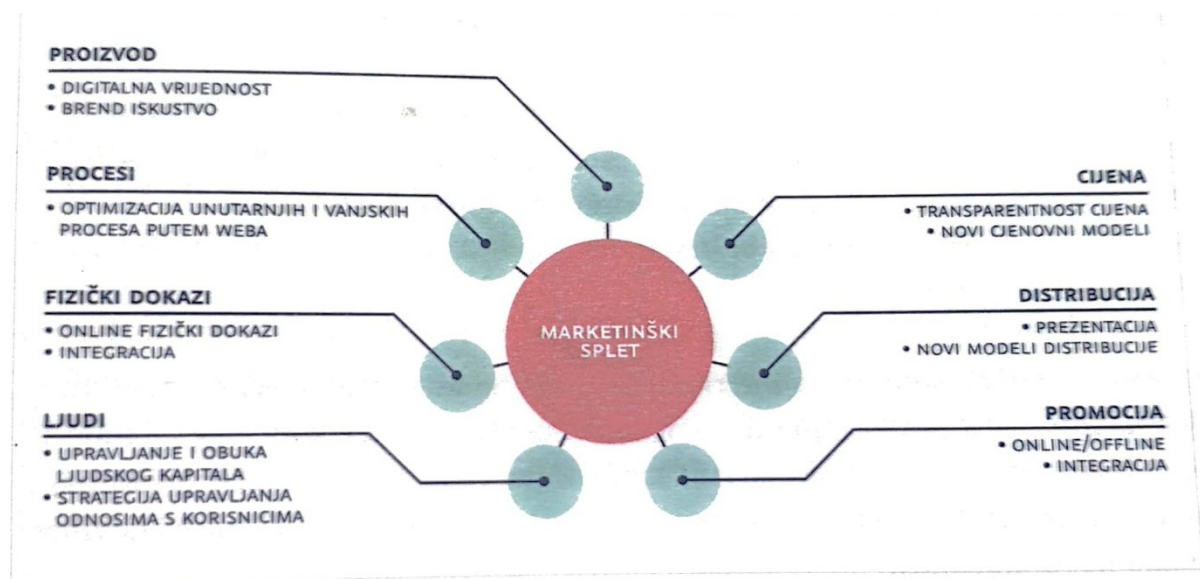 PROIZVOD
• DIGITALNA VRIJEDNOST
• BREND ISKUSTVO
PROCESI
• OPTIMIZACIJA UNUTARNJIH I VANJSKIH
PROCESA PUTEM WEBA
FIZIČKI DOKAZI
• ONLINE FIZIČKI DOKAZI
• INTEGRACIJA
LJUDI
• UPRAVLJANJE I OBUKA
LJUDSKOG KAPITALA
• STRATEGIJA UPRAVLJANJA
ODNOSIMA S KORISNICIMA
MARKETINŠKI
SPLET
CIJENA
• TRANSPARENTNOST CIJENA
• NOVI CJENOVNI MODELI
DISTRIBUCIJA
• PREZENTACIJA
• NOVI MODELI DISTRIBUCIJE
PROMOCIJA
• ONLINE/OFFLINE
• INTEGRACIJA